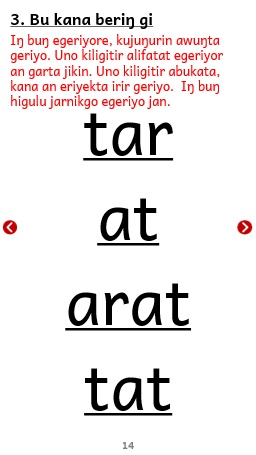 3. Bu kana beriŋ gi
Iŋ buŋ egeriyore, kujuŋurin awuŋta
geriyo. Uno kiligitir alifatat egeriyor
an garta jikin. Uno kiligitir abukata,
kana an eriyekta irir geriyo. Iŋ buŋ
higulu jarnikgo egeriyo jan.
tar
at
arat
tat
14